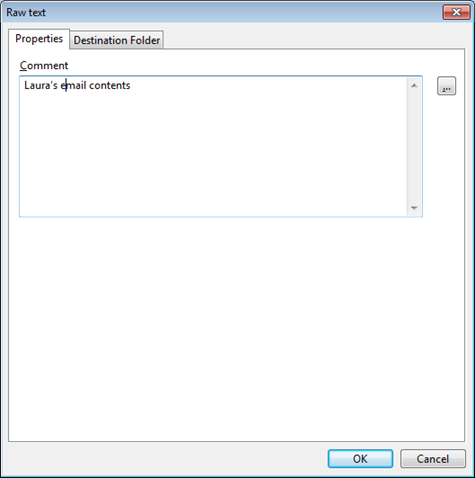 Raw text
Properties
Destination Folder
Comment
Laura's email contents
...
OK
Cancel